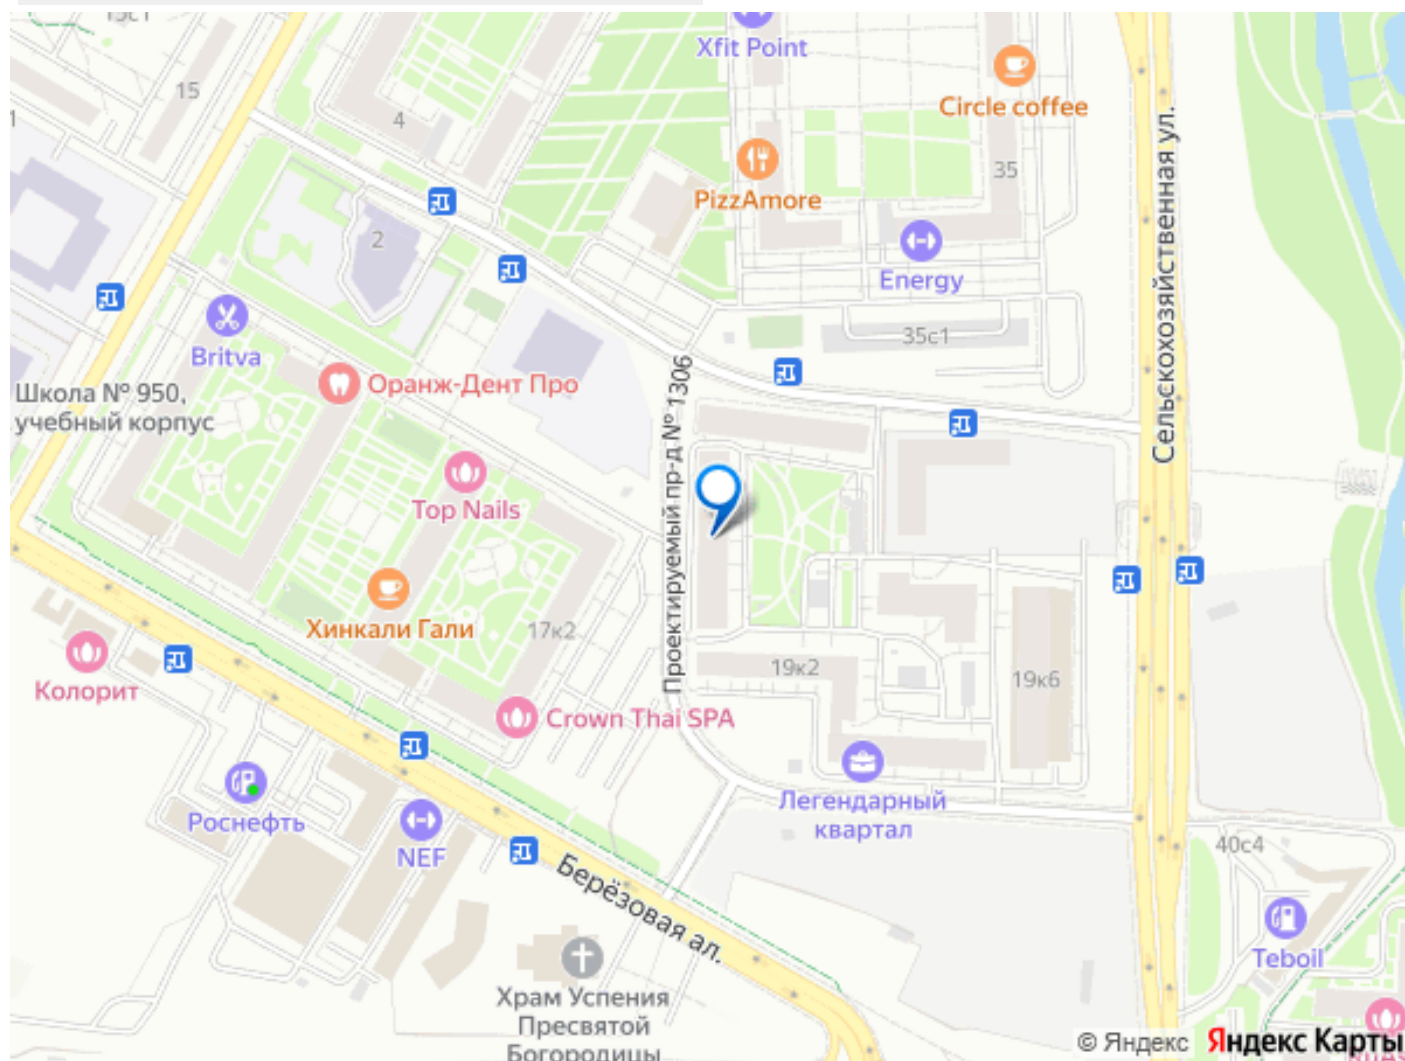 15с1
Xfit Point
15
Circle coffee
1
4
35
PizzAmore
2
Energy
Сельскохозяйственная ул.
Britva
35с1
Оранж-Дент Про
Школа № 950,
учебный корпус
Проектируемый пр-д № 1306
Top Nails
Хинкали Гали
17к2
19к2
19к6
Колорит
Crown Thai SPA
Легендарный
квартал
Роснефть
NEF
40с4
Берёзовая ал.
Teboil
Храм Успения
Пресвятой
Богородицы
© Яндекс Яндекс Карты